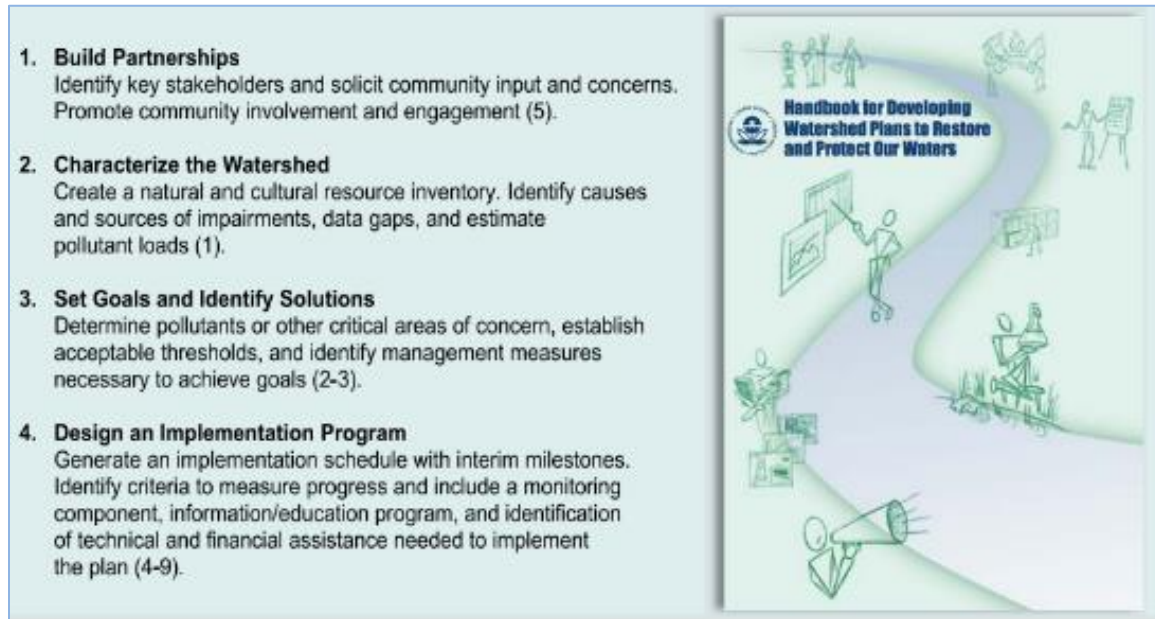 1. Build Partnerships
Identify key stakeholders and solicit community input and concerns.
Promote community involvement and engagement (5).
2. Characterize the Watershed
Create a natural and cultural resource inventory. Identify causes
and sources of impairments, data gaps, and estimate
pollutant loads (1).
3. Set Goals and Identify Solutions
Determine pollutants or other critical areas of concern, establish
acceptable thresholds, and identify management measures
necessary to achieve goals (2-3).
4. Design an Implementation Program
Generate an implementation schedule with interim milestones.
Identify criteria to measure progress and include a monitoring
component, information/education program, and identification
of technical and financial assistance needed to implement
the plan (4-9).
Handbook for Developing
Watershed Plans to Restore
and Protect Our Waters